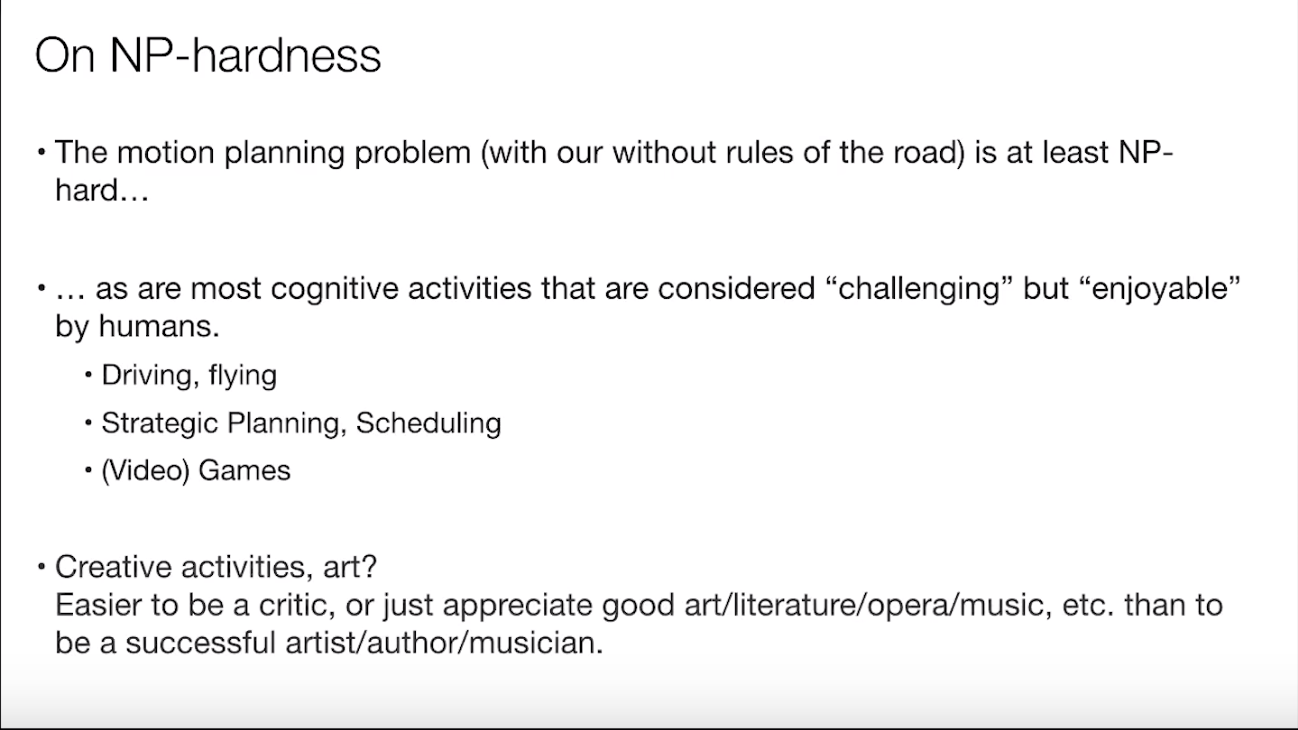 On NP-hardness
• The motion planning problem (with our without rules of the road) is at least NP-
hard…
• … as are most cognitive activities that are considered “challenging” but “enjoyable”
by humans.
• Driving, flying
• Strategic Planning, Scheduling
• (Video) Games
• Creative activities, art?
Easier to be a critic, or just appreciate good art/literature/opera/music, etc. than to
be a successful artist/author/musician.